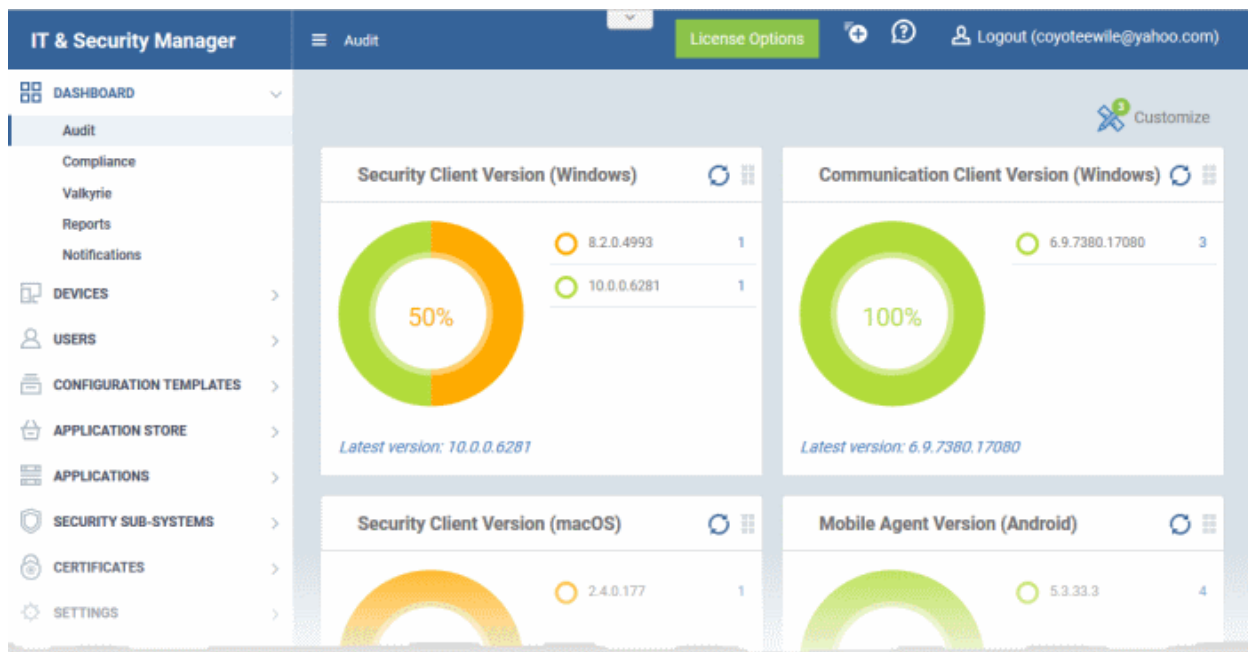 IT & Security Manager
Audit
License Options
Logout (coyoteewile@yahoo.com)
DASHBOARD
Audit
Compliance
Valkyrie
Reports
Notifications
DEVICES
USERS
CONFIGURATION TEMPLATES
APPLICATION STORE
APPLICATIONS
SECURITY SUB-SYSTEMS
CERTIFICATES
SETTINGS
3
Customize
Security Client Version (Windows)
50%
8.2.0.4993 1
10.0.0.6281 1
Latest version: 10.0.0.6281
Communication Client Version (Windows)
100%
6.9.7380.17080 3
Latest version: 6.9.7380.17080
Security Client Version (macOS)
2.4.0.177 1
Mobile Agent Version (Android)
5.3.33.3 4